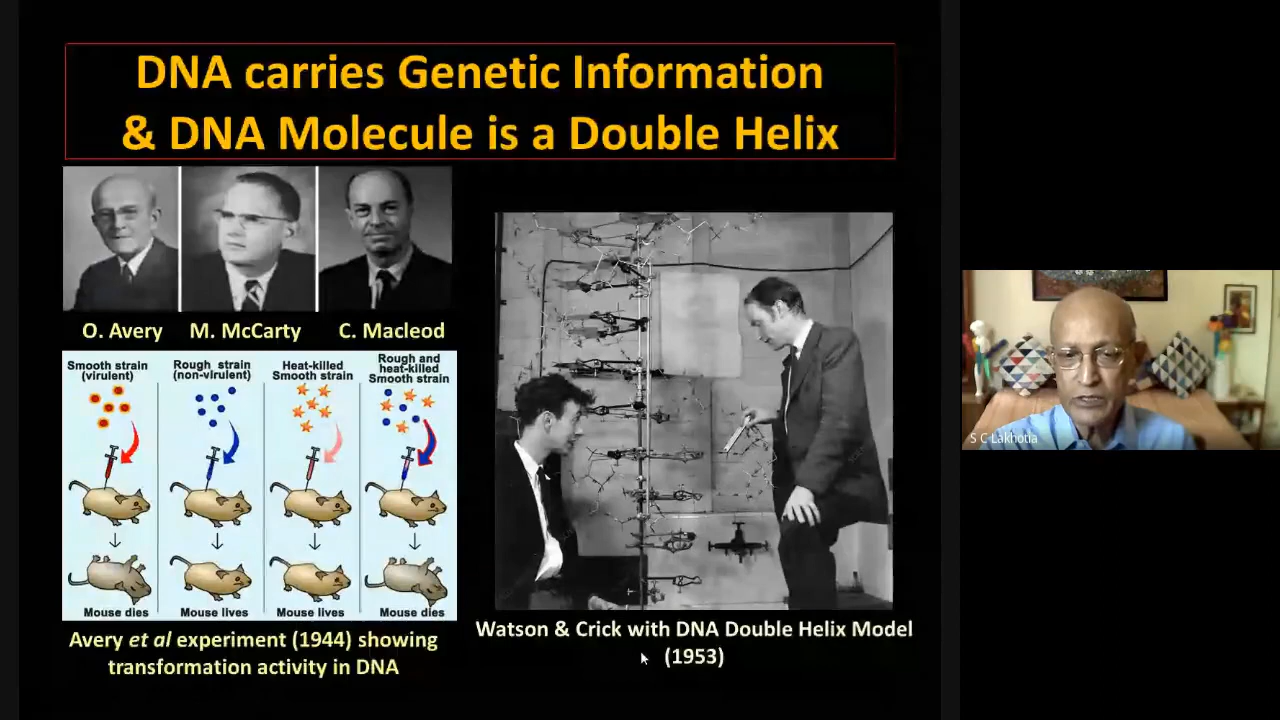 DNA carries Genetic Information
& DNA Molecule is a Double Helix
O. Avery
M. McCarty
C. Macleod
Smooth strain
(virulent)
Rough strain
(non-virulent)
Heat-killed
Smooth strain
Rough and
heat-killed
Smooth strain
Mouse dies
Mouse lives
Mouse lives
Mouse dies
Avery et al experiment (1944) showing
transformation activity in DNA
Watson & Crick with DNA Double Helix Model
(1953)
S C Lakhotia